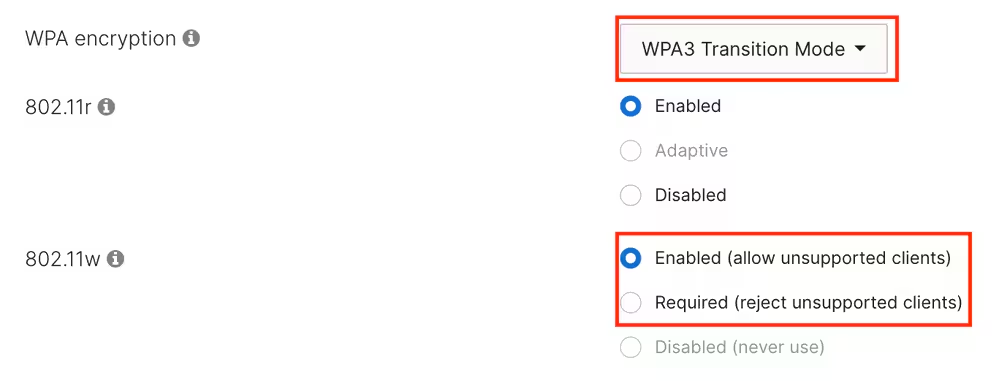 WPA encryption
WPA3 Transition Mode
802.11r
Enabled
Adaptive
Disabled
802.11w
Enabled (allow unsupported clients)
Required (reject unsupported clients)
Disabled (never use)